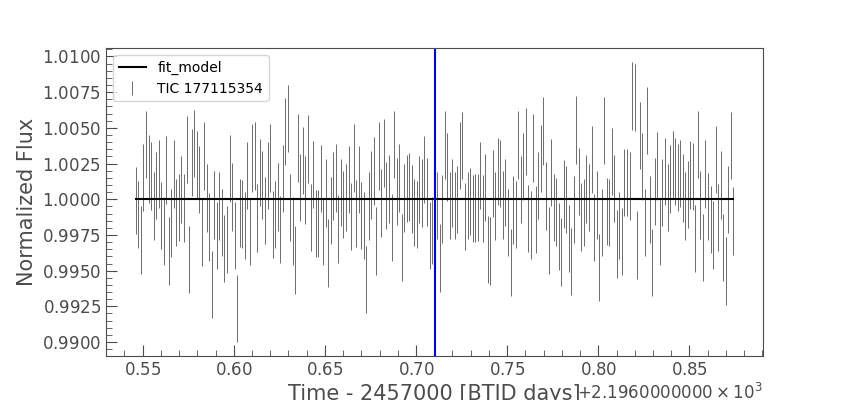 1.0100
1.0075
1.0050
1.0025
1.0000
0.9975
0.9950
0.9925
0.9900
Normalized Flux
fit_model
TIC 177115354
0.55 0.60 0.65 0.70 0.75 0.80 0.85
Time - 2457000 [BTJD days]
+2.1960000000 × 10³